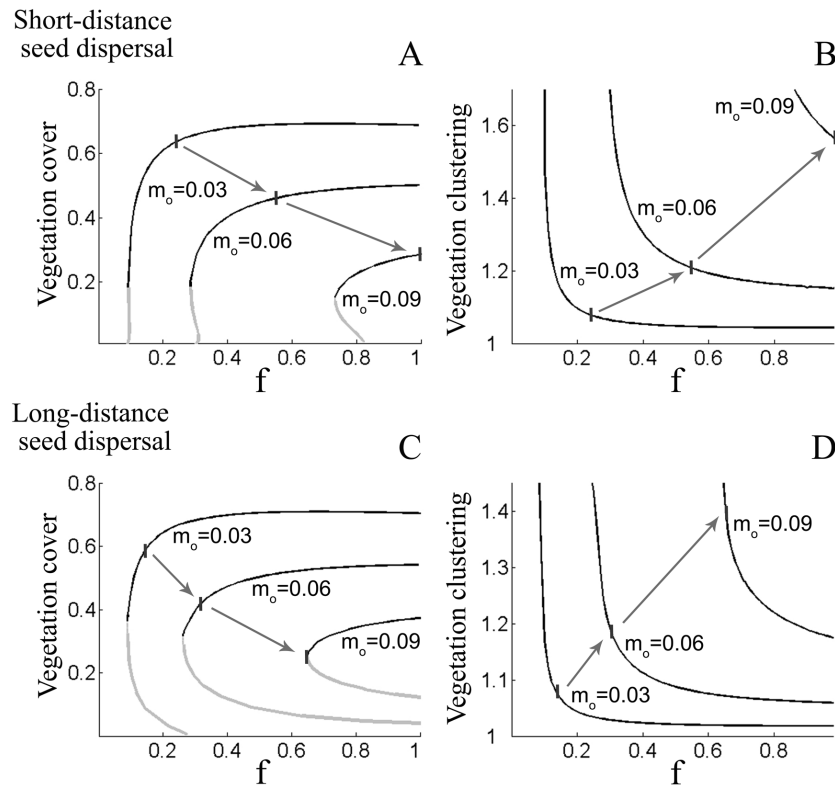 Short-distance
seed dispersal
A
B
Vegetation cover
0.8
0.6
0.4
0.2
m_o=0.03
m_o=0.06
m_o=0.09
0.2 0.4 0.6 0.8 1
f
Vegetation clustering
1.6
1.4
1.2
1
m_o=0.09
m_o=0.06
m_o=0.03
0.2 0.4 0.6 0.8
f
Long-distance
seed dispersal
C
D
Vegetation cover
0.8
0.6
0.4
0.2
m_o=0.03
m_o=0.06
m_o=0.09
0.2 0.4 0.6 0.8 1
f
Vegetation clustering
1.4
1.3
1.2
1.1
1
m_o=0.09
m_o=0.06
m_o=0.03
0.2 0.4 0.6 0.8
f